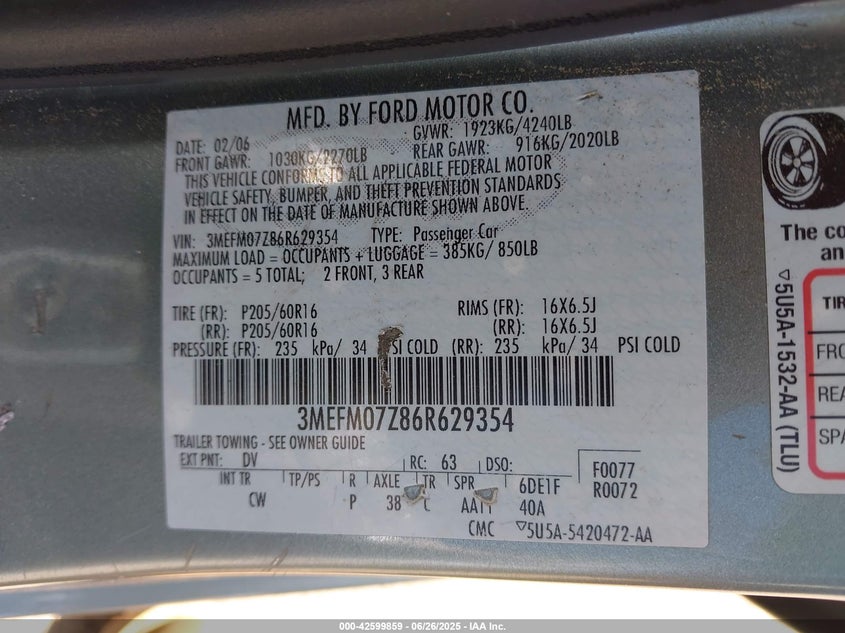 MFD. BY FORD MOTOR CO.
DATE: 02/06 GVWR: 1923KG/4240LB
FRONT GAWR: 1030KG/2270LB REAR GAWR: 916KG/2020LB
THIS VEHICLE CONFORMS TO ALL APPLICABLE FEDERAL MOTOR
VEHICLE SAFETY, BUMPER, AND THEFT PREVENTION STANDARDS
IN EFFECT ON THE DATE OF MANUFACTURE SHOWN ABOVE.
VIN: 3MEFM07Z86R629354 TYPE: Passenger Car
MAXIMUM LOAD = OCCUPANTS + LUGGAGE = 385KG/ 850LB
OCCUPANTS = 5 TOTAL; 2 FRONT, 3 REAR
TIRE (FR): P205/60R16 RIMS (FR): 16X6.5J
(RR): P205/60R16 (RR): 16X6.5J
PRESSURE (FR): 235 kPa/ 34 PSI COLD (RR): 235 kPa/ 34 PSI COLD
3MEFM07Z86R629354
TRAILER TOWING - SEE OWNER GUIDE
EXT PNT: DV RC: 63 DSO: F0077
INT TR TP/PS R AXLE TR SPR 6DE1F R0072
CW P 38 C 40A
CMC ▽5U5A-5420472-AA
The co
an
TIR
FRO
REA
SPA
▽5U5A-1532-AA (TLU)
000-42599859 | 06/26/2025 - IAA Inc.